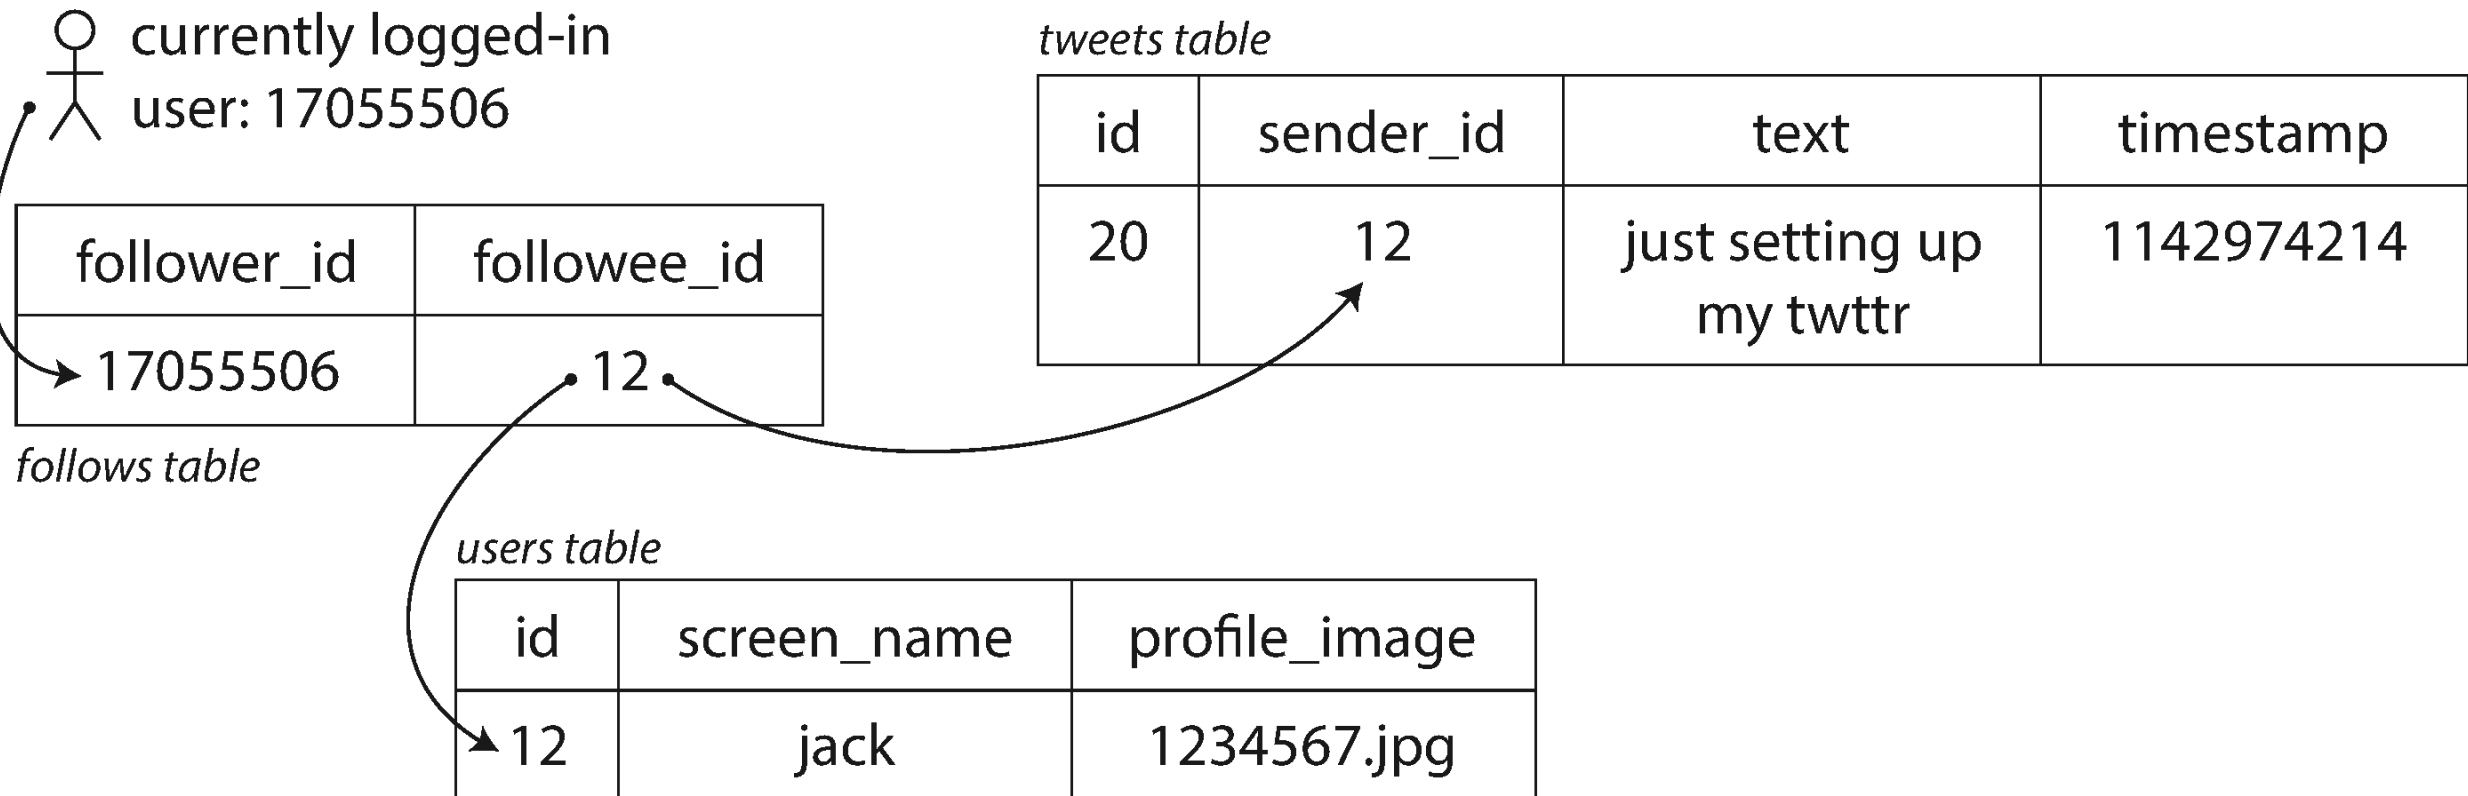 currently logged-in
user: 17055506
follower_id followee_id
17055506 12
follows table
tweets table
id sender_id text timestamp
20 12 just setting up 1142974214
my twttr
users table
id screen_name profile_image
12 jack 1234567.jpg